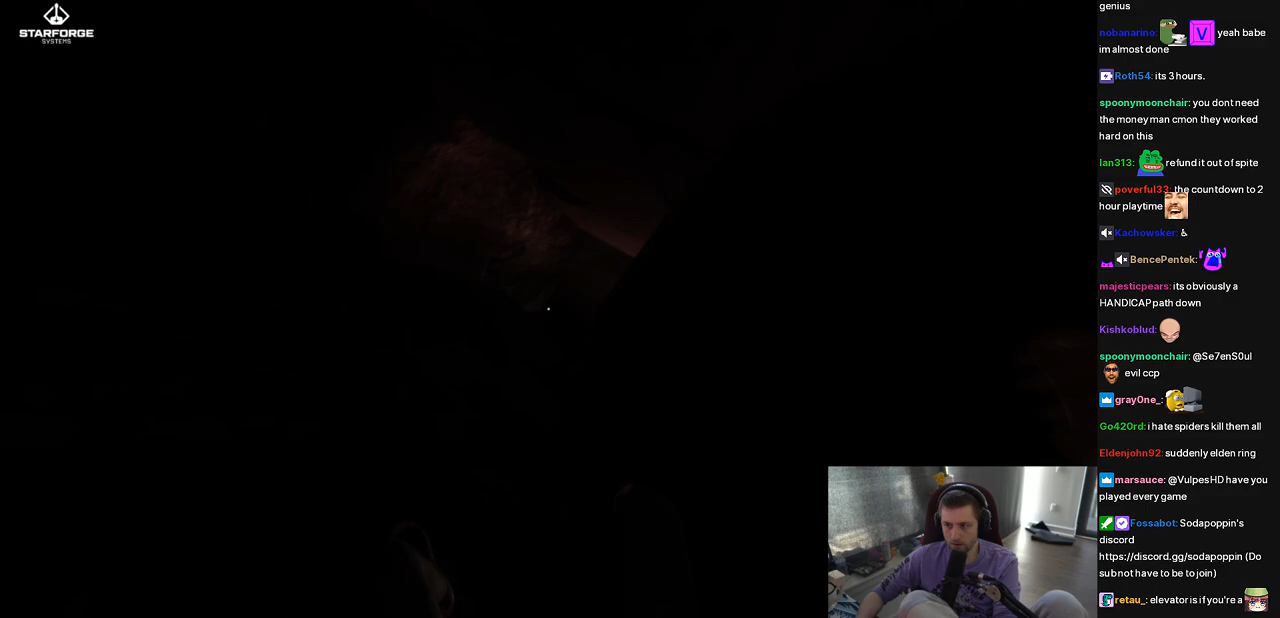 STARFORGE
SYSTEMS
genius
nobanarino: V yeah babe
im almost done
Roth54: its 3 hours.
spoonymoonchair: you dont need
the money man cmon they worked
hard on this
lan313: refund it out of spite
poverful33: the countdown to 2
hour playtime
Kachowsker: ♿
BencePentek:
majesticpears: its obviously a
HANDICAP path down
Kishkoblud:
spoonymoonchair: @Se7enS0ul
evil ccp
gray0ne_:
Go420rd: i hate spiders kill them all
Eldenjohn92: suddenly elden ring
marsauce: @VulpesHD have you
played every game
Fossabot: Sodapoppin's
discord
https://discord.gg/sodapoppin (Do
sub not have to be to join)
retau_: elevator is if you're a